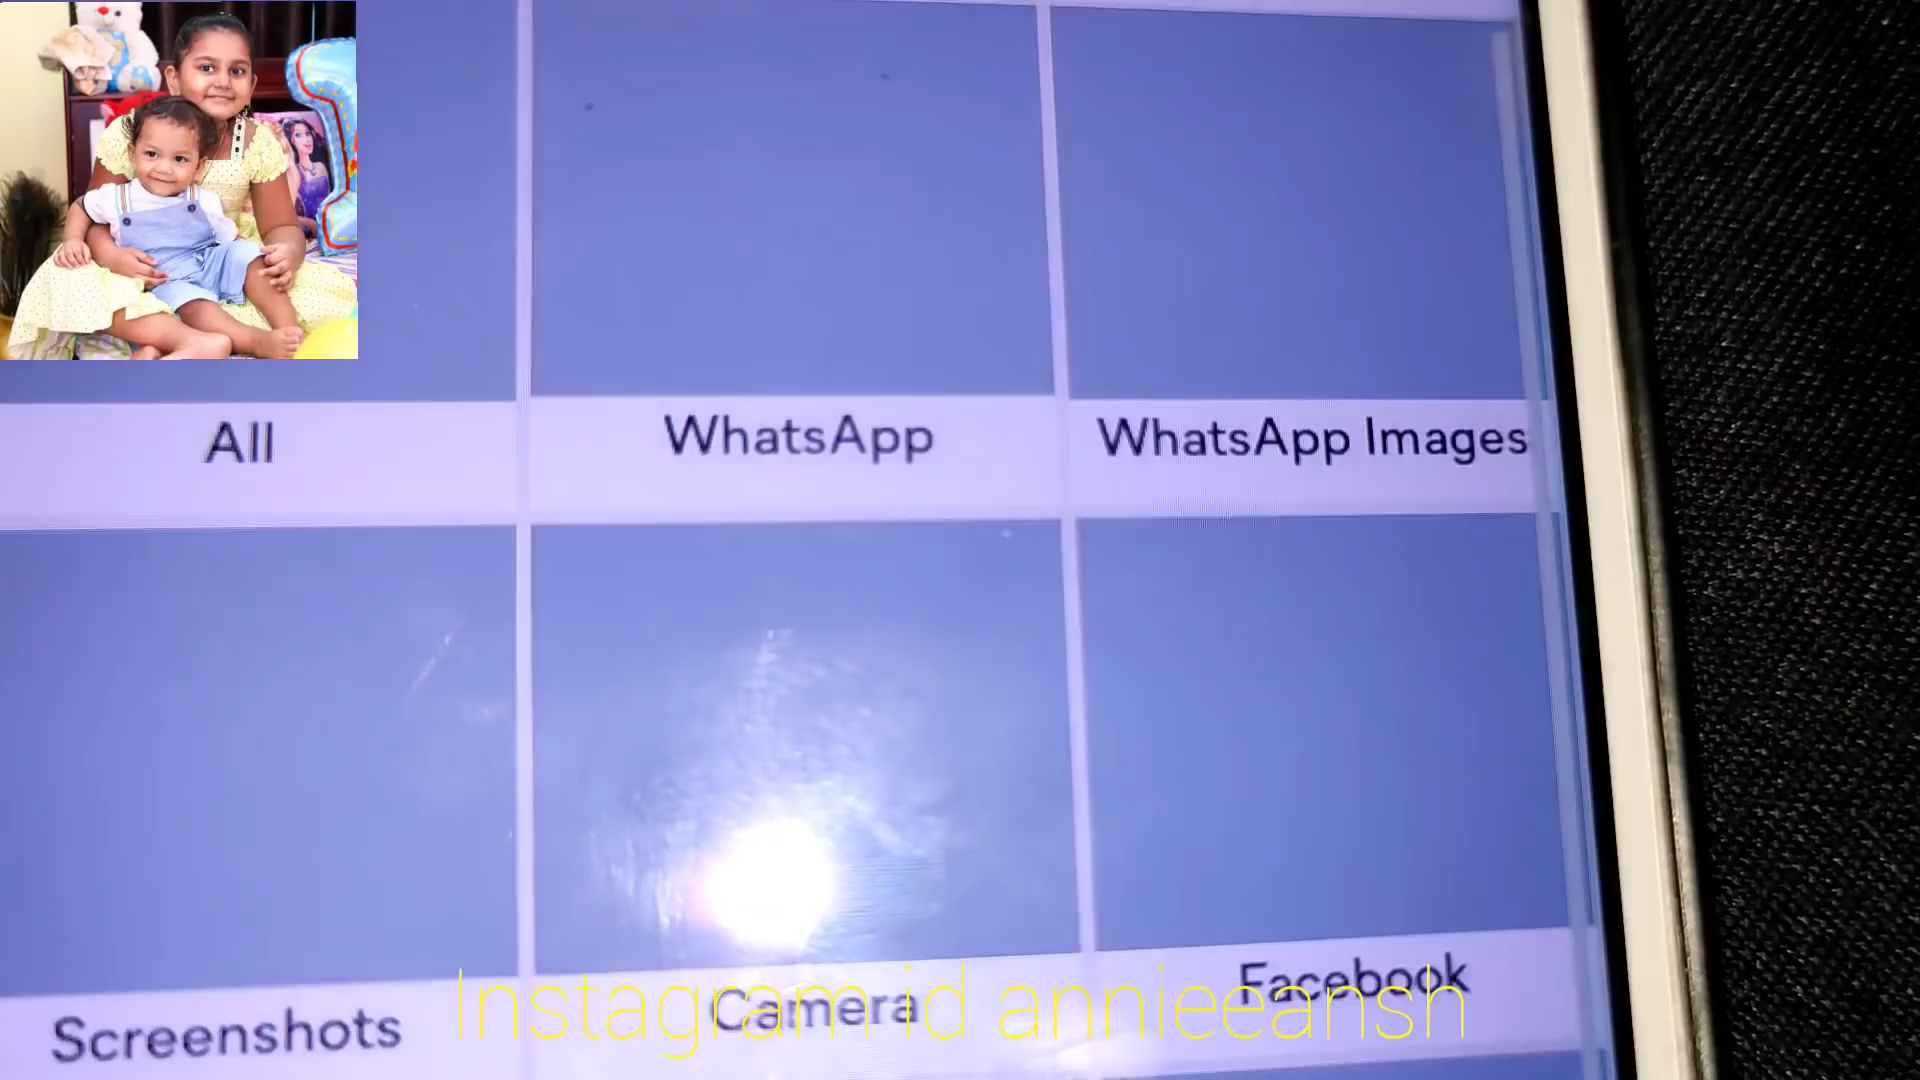 All
WhatsApp
WhatsApp Images
Screenshots
Camera
Facebook
Instagram id annieeansh